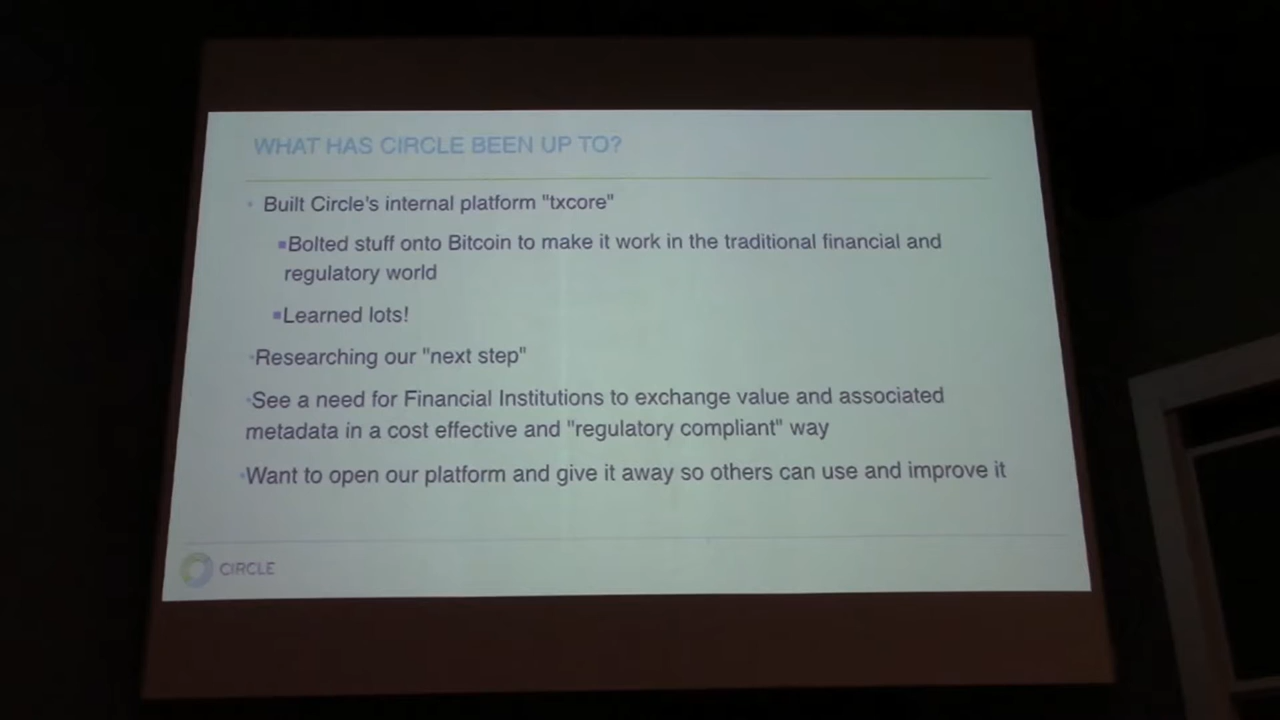 WHAT HAS CIRCLE BEEN UP TO?
Built Circle's internal platform "txcore"
Bolted stuff onto Bitcoin to make it work in the traditional financial and
regulatory world
Learned lots!
Researching our "next step"
See a need for Financial Institutions to exchange value and associated
metadata in a cost effective and "regulatory compliant" way
Want to open our platform and give it away so others can use and improve it
CIRCLE